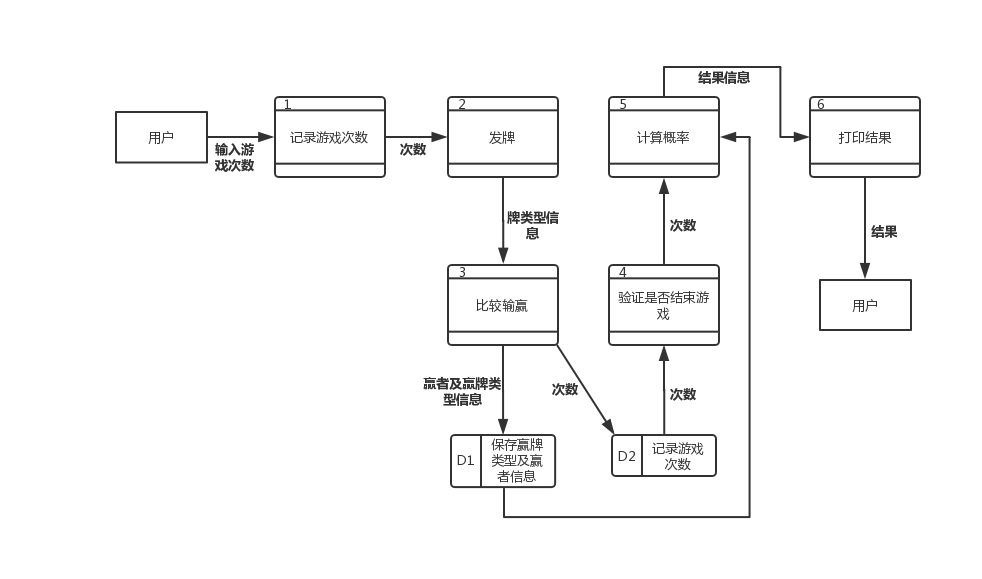 用户
输入游
戏次数
1
记录游戏次数
次数
2
发牌
牌类型信
息
3
比较输赢
赢者及赢牌类
型信息
次数
D1
保存赢牌
类型及赢
者信息
D2
记录游戏
次数
次数
4
验证是否结束游
戏
次数
5
计算概率
结果信息
6
打印结果
结果
用户